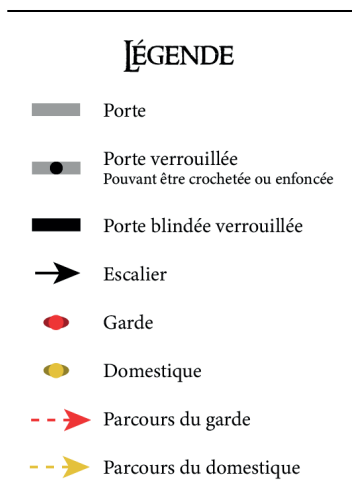 LÉGENDE
Porte
Porte verrouillée
Pouvant être crochetée ou enfoncée
Porte blindée verrouillée
Escalier
Garde
Domestique
Parcours du garde
Parcours du domestique